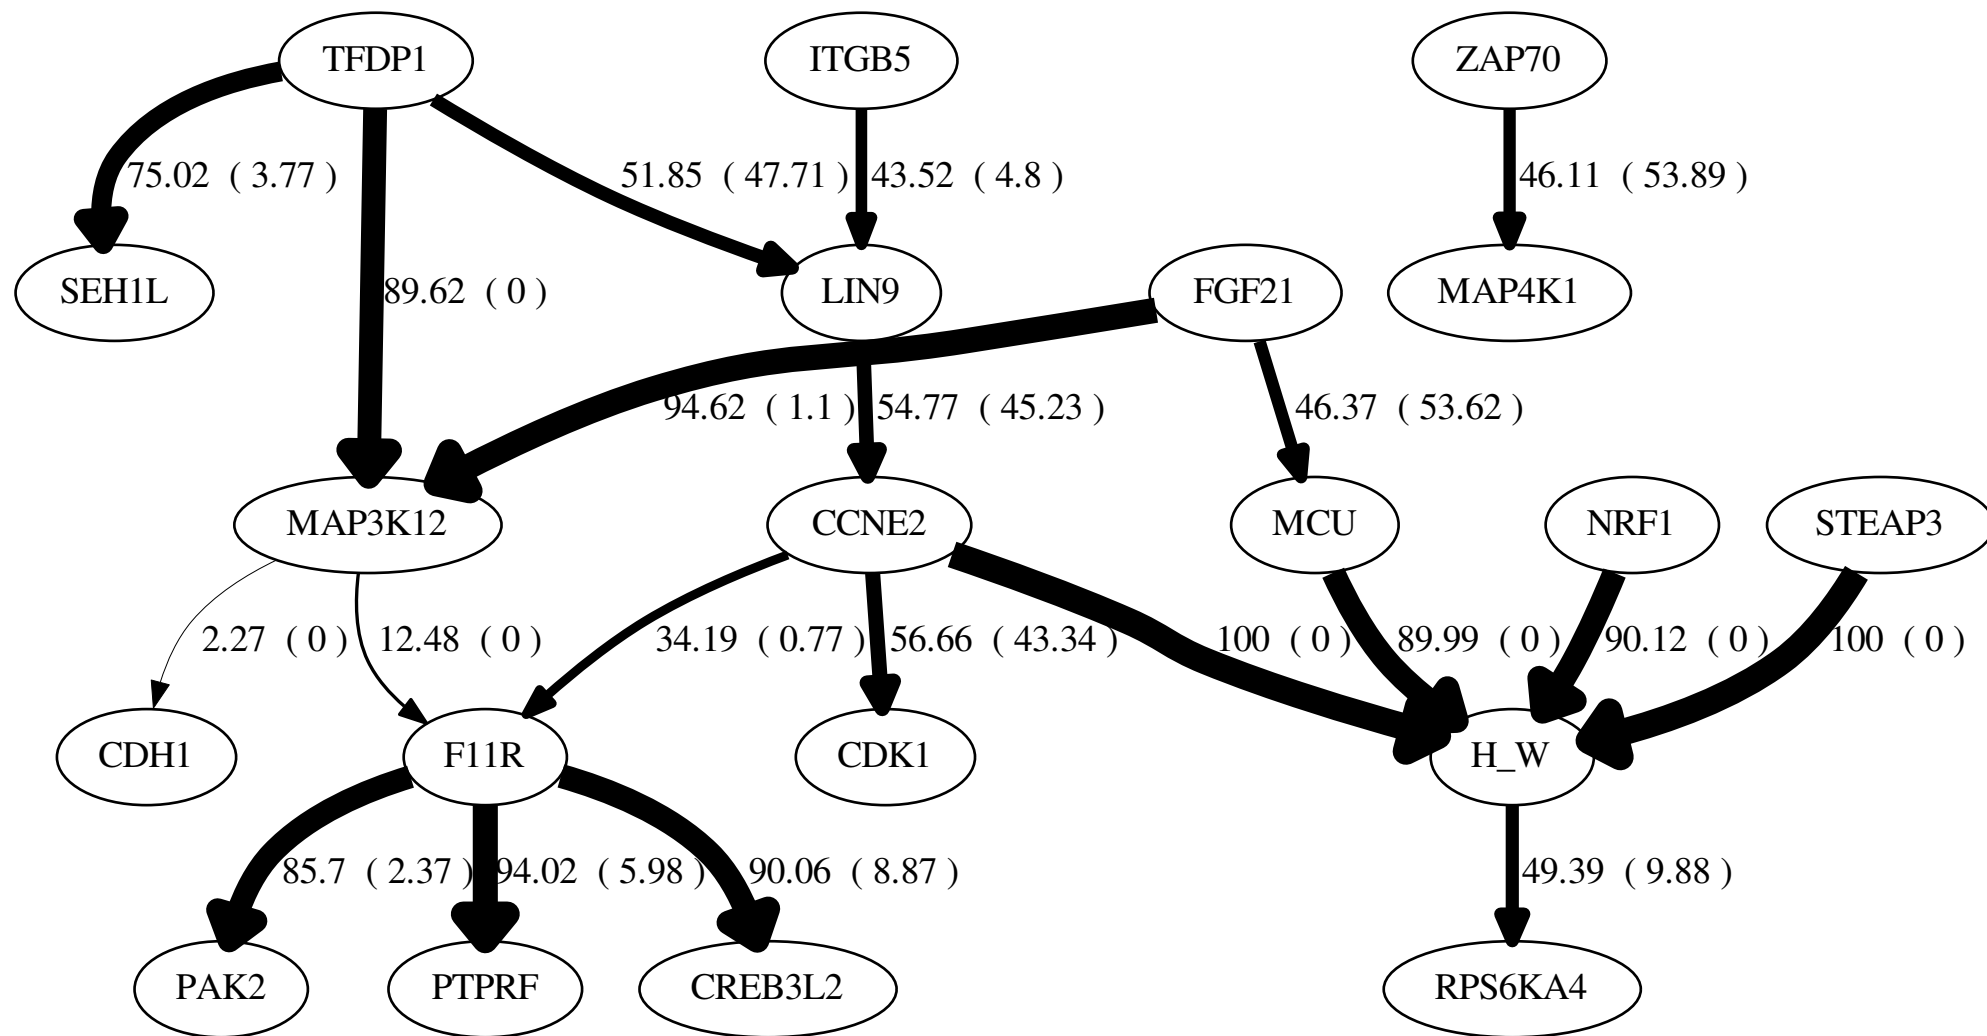 TFDP1
ITGB5
ZAP70
75.02 ( 3.77 )
51.85 ( 47.71 )
43.52 ( 4.8 )
46.11 ( 53.89 )
SEH1L
89.62 ( 0 )
LIN9
FGF21
MAP4K1
94.62 ( 1.1 )
54.77 ( 45.23 )
46.37 ( 53.62 )
MAP3K12
CCNE2
MCU
NRF1
STEAP3
2.27 ( 0 )
12.48 ( 0 )
34.19 ( 0.77 )
56.66 ( 43.34 )
100 ( 0 )
89.99 ( 0 )
90.12 ( 0 )
100 ( 0 )
CDH1
F11R
CDK1
H_W
85.7 ( 2.37 )
94.02 ( 5.98 )
90.06 ( 8.87 )
49.39 ( 9.88 )
PAK2
PTPRF
CREB3L2
RPS6KA4